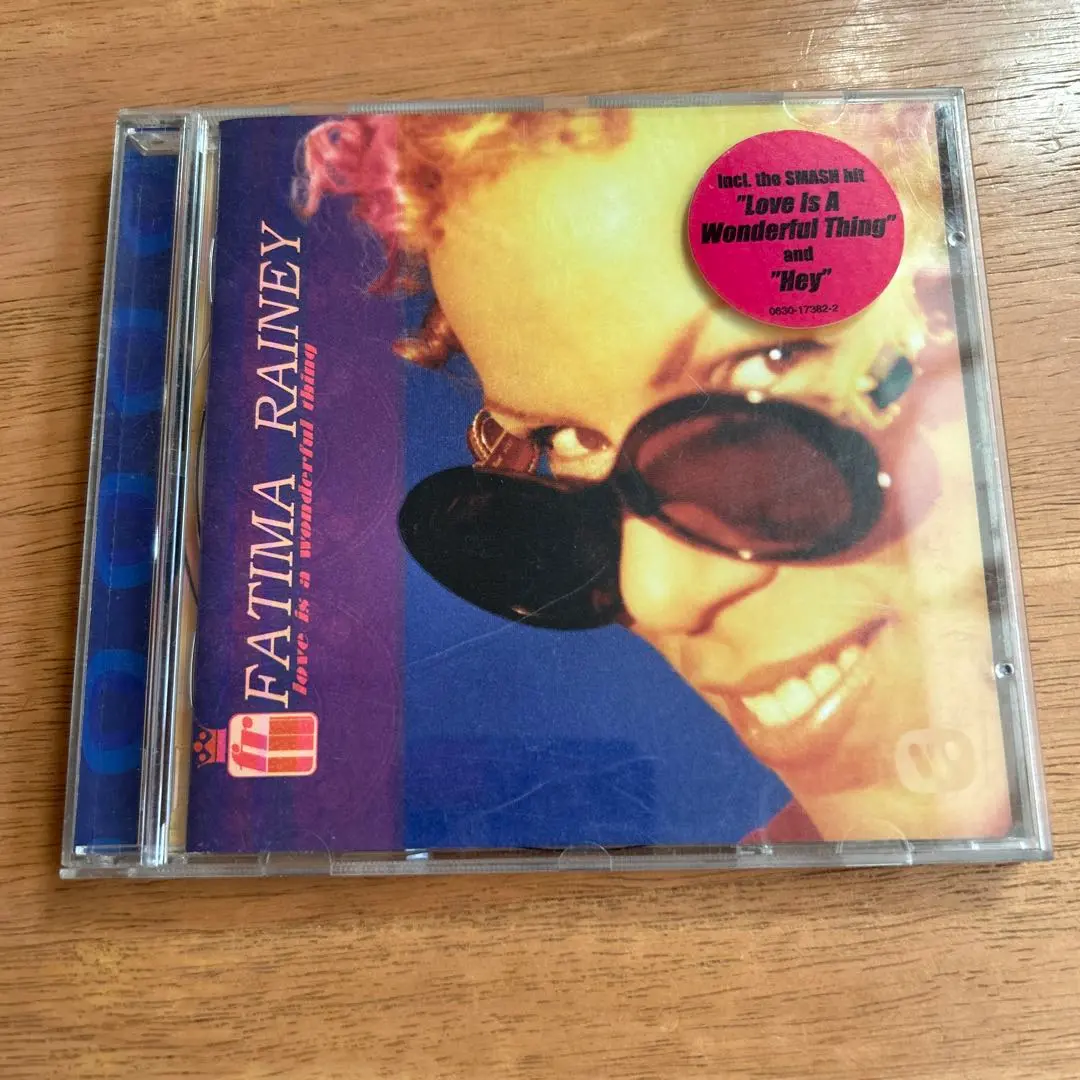 FATIMA RAINEY
love is a wonderful thing
fr
Incl. the SMASH hit
"Love Is A
Wonderful Thing"
and
"Hey"
0630-17382-2